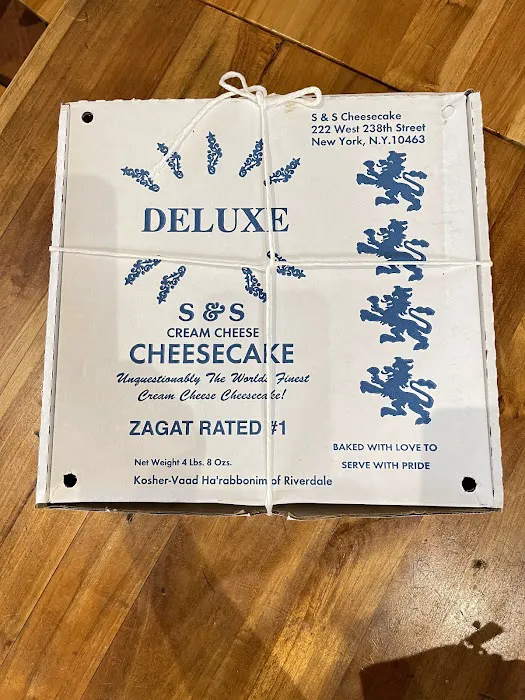 S & S Cheesecake
222 West 238th Street
New York, N.Y.10463
DELUXE
S & S
CREAM CHEESE
CHEESECAKE
Unquestionably The Worlds Finest
Cream Cheese Cheesecake!
ZAGAT RATED #1
BAKED WITH LOVE TO
SERVE WITH PRIDE
Net Weight 4 Lbs. 8 Ozs.
Kosher-Vaad Ha'rabbonim of Riverdale